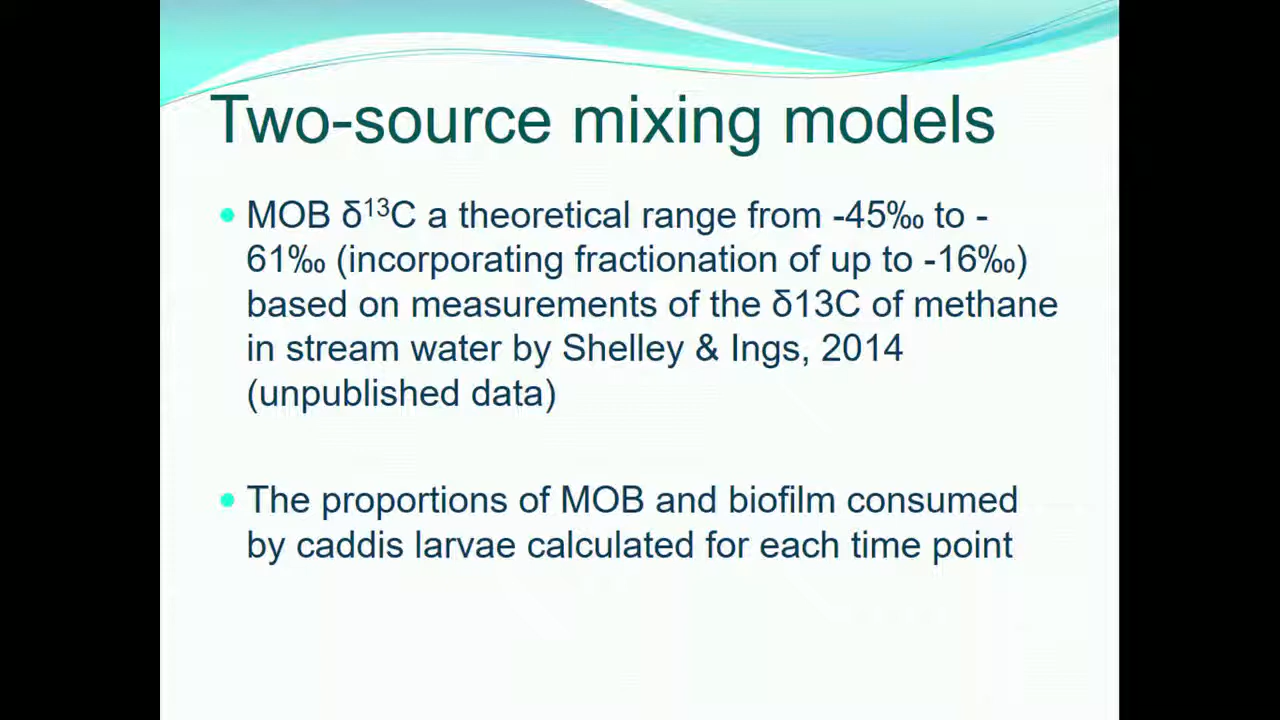 Two-source mixing models
• MOB δ¹³C a theoretical range from -45‰ to -
61‰ (incorporating fractionation of up to -16‰)
based on measurements of the δ13C of methane
in stream water by Shelley & Ings, 2014
(unpublished data)
• The proportions of MOB and biofilm consumed
by caddis larvae calculated for each time point